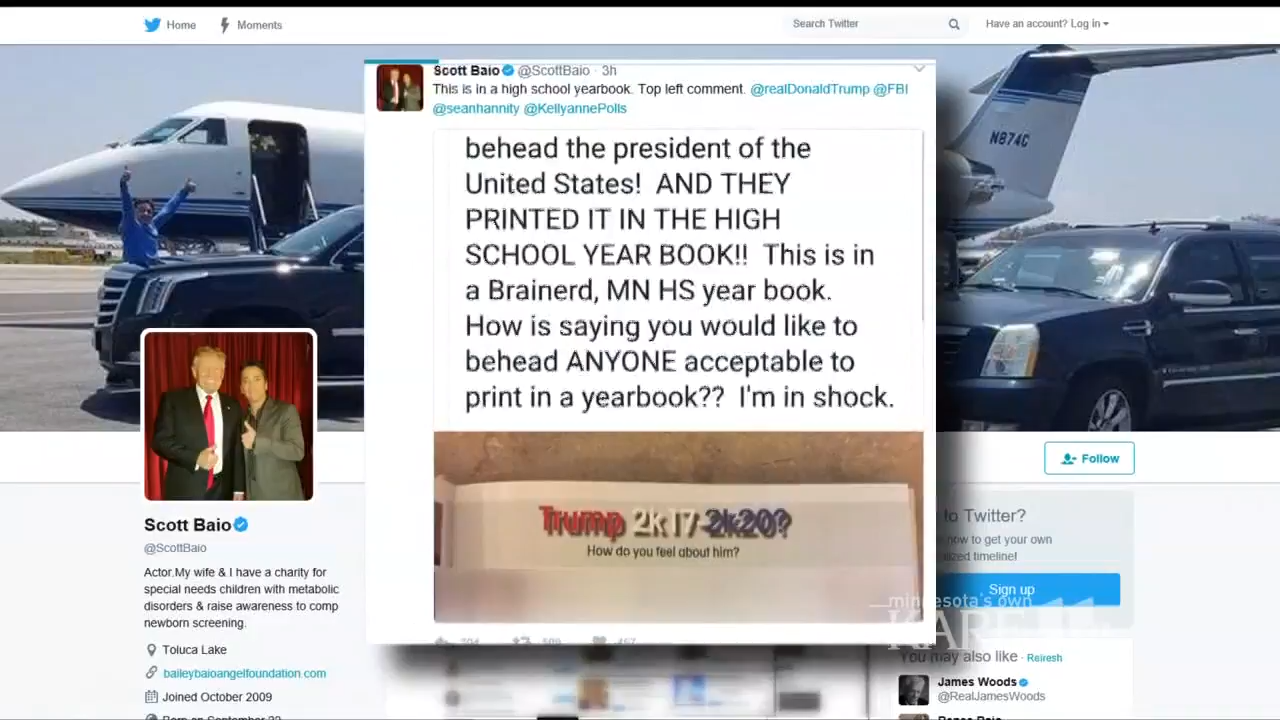 Home
Moments
Search Twitter
Have an account? Log in
Scott Baio @ScottBaio · 3h
This is in a high school yearbook. Top left comment. @realDonaldTrump @FBI
@seanhannity @KellyannePolls
behead the president of the
United States! AND THEY
PRINTED IT IN THE HIGH
SCHOOL YEAR BOOK!! This is in
a Brainerd, MN HS year book.
How is saying you would like to
behead ANYONE acceptable to
print in a yearbook?? I'm in shock.
Trump 2k17-2k20?
How do you feel about him?
N874C
Scott Baio
@ScottBaio
Actor.My wife & I have a charity for
special needs children with metabolic
disorders & raise awareness to comp
newborn screening.
Toluca Lake
baileybaioangelfoundation.com
Joined October 2009
Born on September 22
Follow
to Twitter?
now to get your own
timeline!
Sign up
minnesota's own
KARE 11
You may also like · Refresh
James Woods
@RealJamesWoods